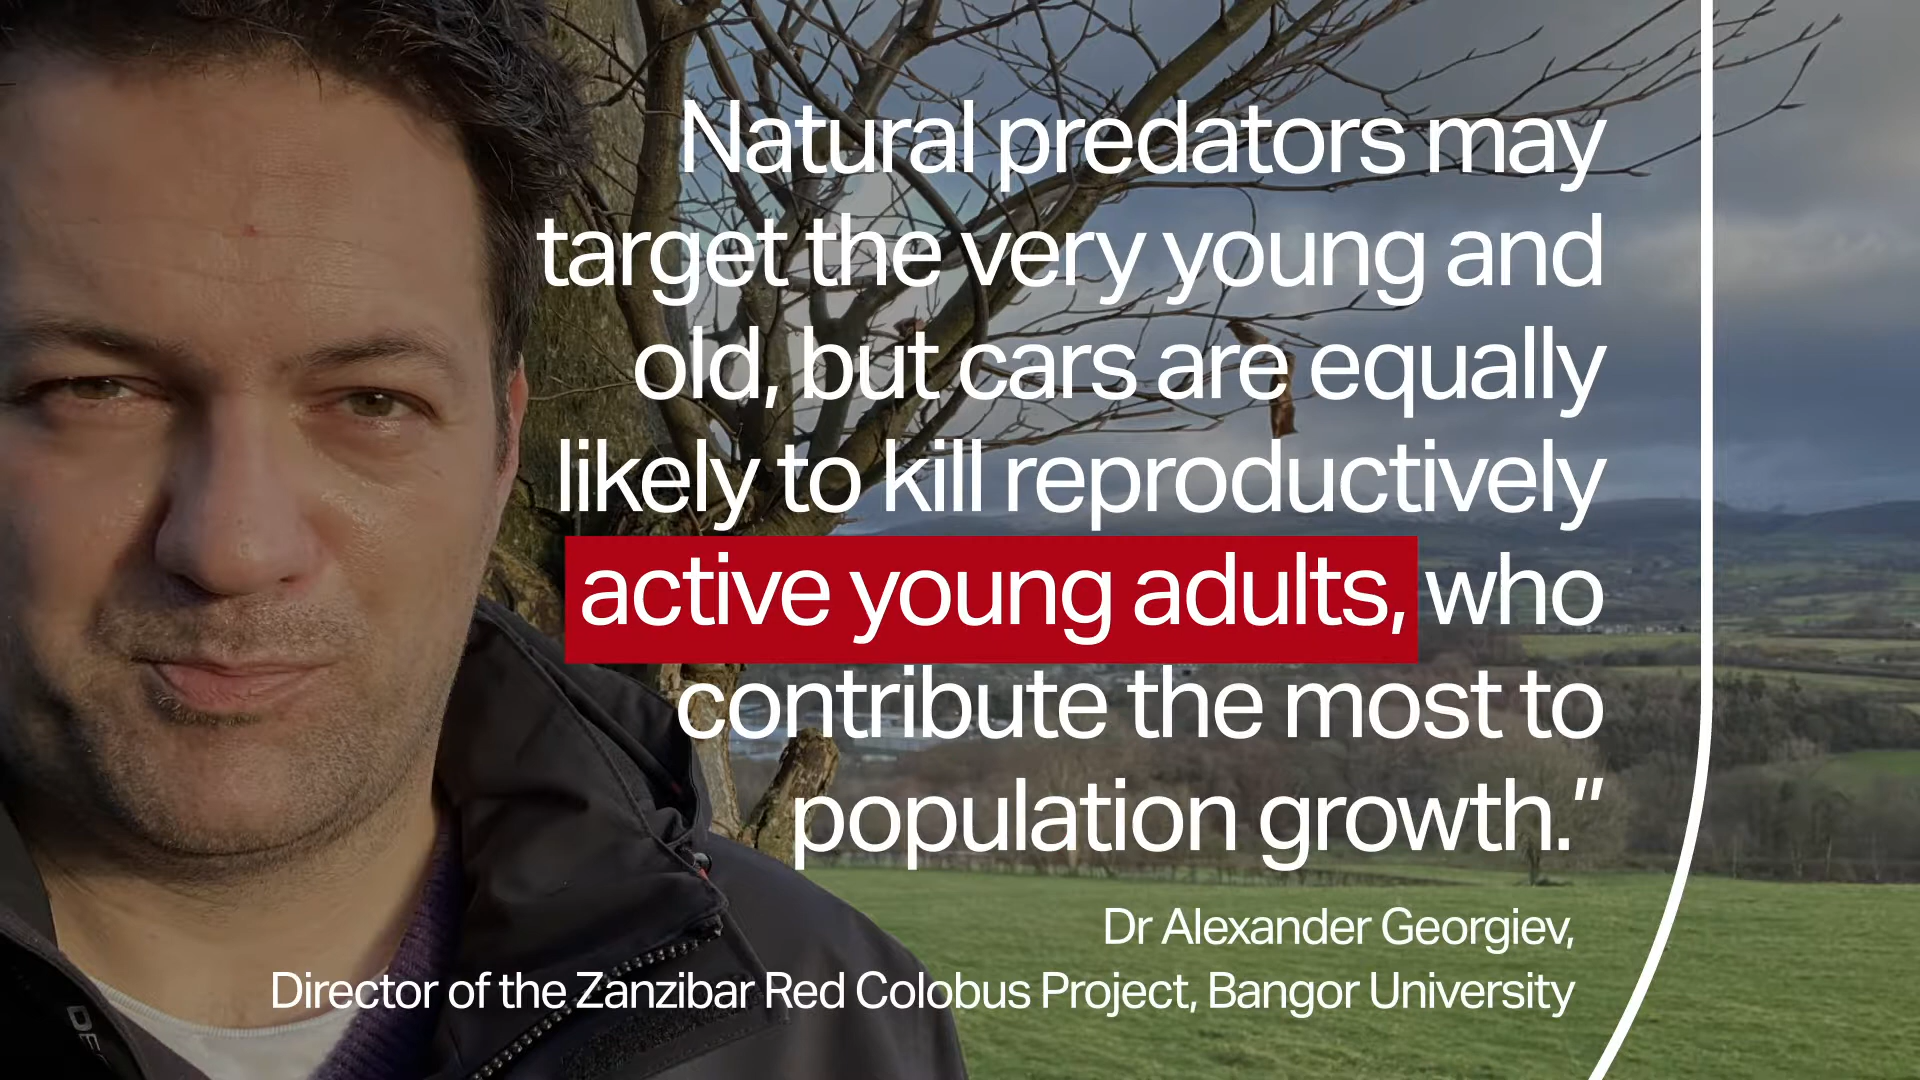 Natural predators may
target the very young and
old, but cars are equally
likely to kill reproductively
active young adults, who
contribute the most to
population growth.”
Dr Alexander Georgiev,
Director of the Zanzibar Red Colobus Project, Bangor University